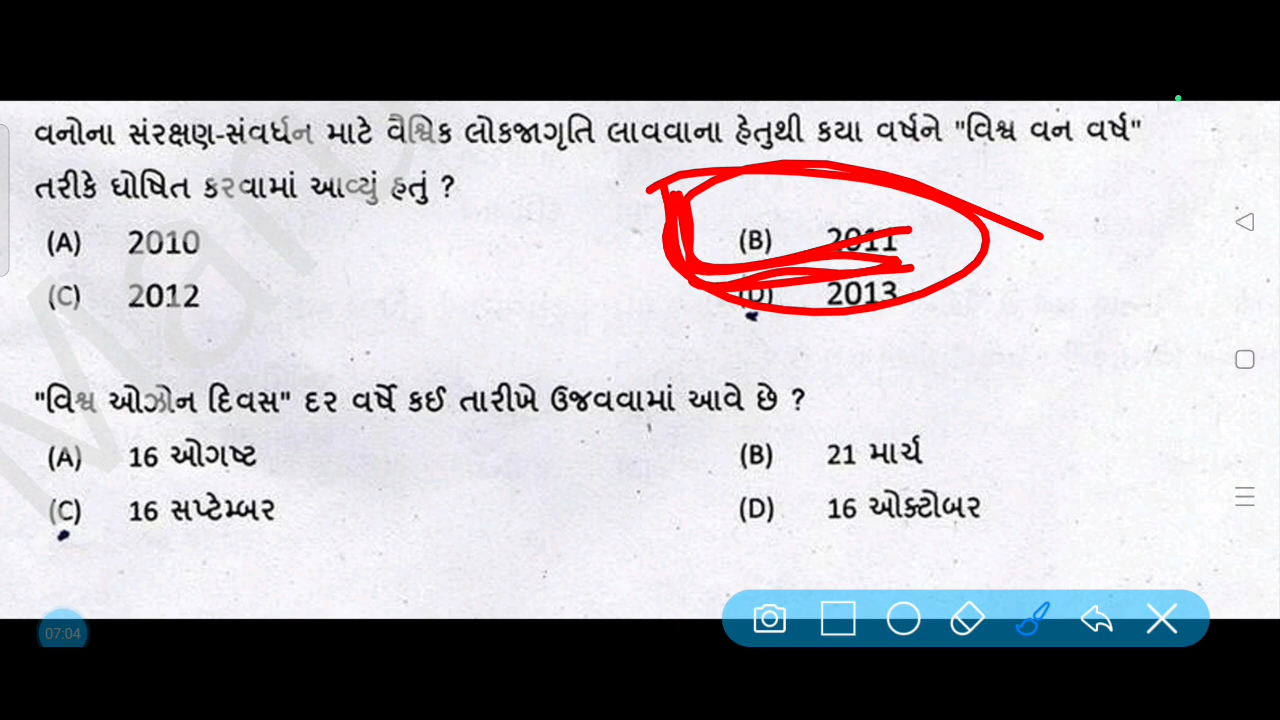 વનોના સંરક્ષણ-સંવર્ધન માટે વૈશ્વિક લોકજાગૃતિ લાવવાના હેતુથી કયા વર્ષને "વિશ્વ વન વર્ષ"
તરીકે ઘોષિત કરવામાં આવ્યું હતું ?
(A) 2010 (B) 2011
(C) 2012 (D) 2013
"વિશ્વ ઓઝોન દિવસ" દર વર્ષે કઈ તારીખે ઉજવવામાં આવે છે ?
(A) 16 ઓગષ્ટ (B) 21 માર્ચ
(C) 16 સપ્ટેમ્બર (D) 16 ઓક્ટોબર
07:04